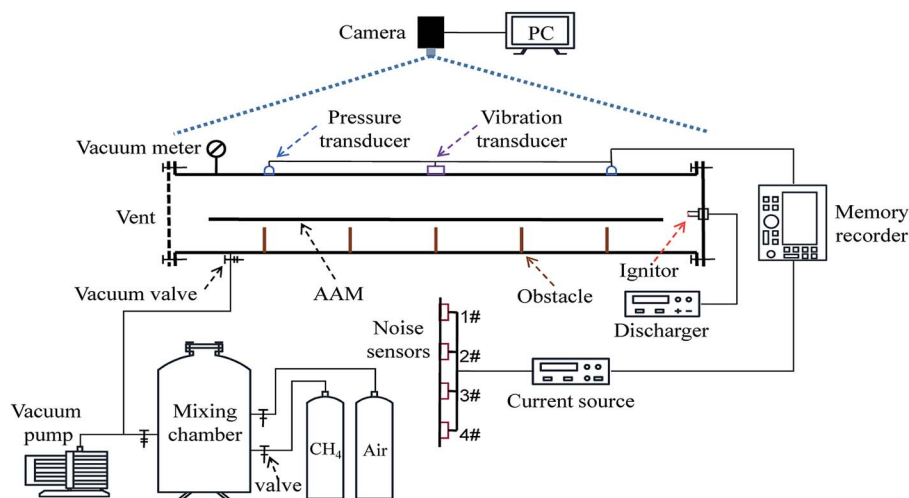 Camera
PC
Pressure
transducer
Vibration
transducer
Vacuum meter
Vent
Memory
recorder
Ignitor
Vacuum valve
AAM
Obstacle
Discharger
Noise
sensors
1#
2#
3#
4#
Current source
Mixing
chamber
Vacuum
pump
CH₄
Air
valve